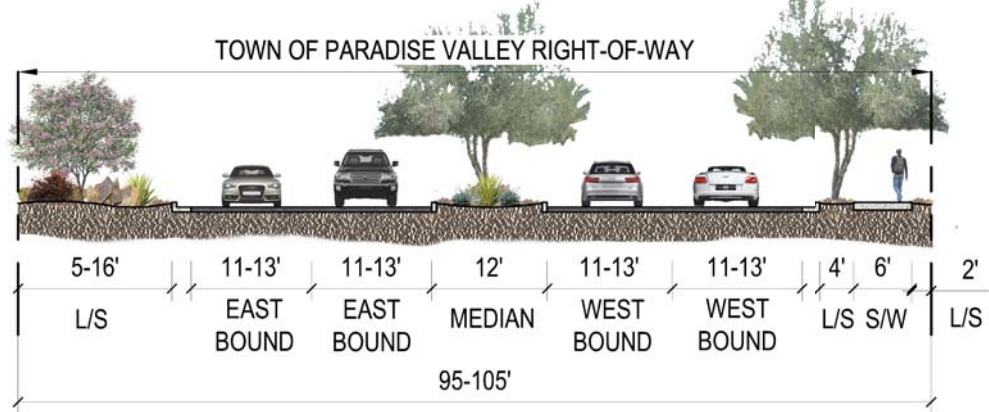 TOWN OF PARADISE VALLEY RIGHT-OF-WAY
5-16' 11-13' 11-13' 12' 11-13' 11-13' 4' 6' 2'
L/S EAST BOUND EAST BOUND MEDIAN WEST BOUND WEST BOUND L/S S/W L/S
95-105'